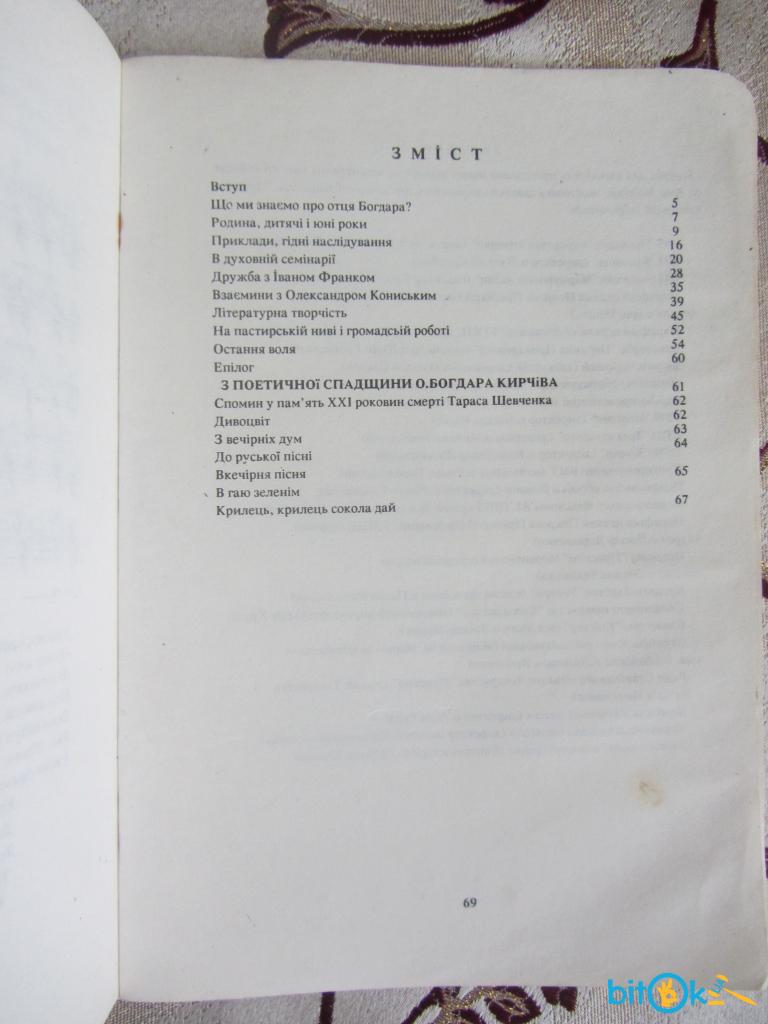 ЗМІСТ
Вступ
Що ми знаємо про отця Богдара?
Родина, дитячі і юні роки
Приклади, гідні наслідування
В духовній семінарії
Дружба з Іваном Франком
Взаємини з Олександром Кониським
Літературна творчість
На пастирській ниві і громадсьій роботі
Остання воля
Епілог
З ПОЕТИЧНОЇ СПАДЩИНИ О.БОГДАРА КИРЧіВА
Спомин у пам'ять XXI роковин смерті Тараса Шевченка
Дивоцвіт
З вечірніх дум
До руської пісні
Вкечірня пісня
В гаю зеленім
Крилець, крилець сокола дай
5
7
9
16
20
28
35
39
45
52
54
60
61
62
62
63
64
65
67
69
bitOk.ua